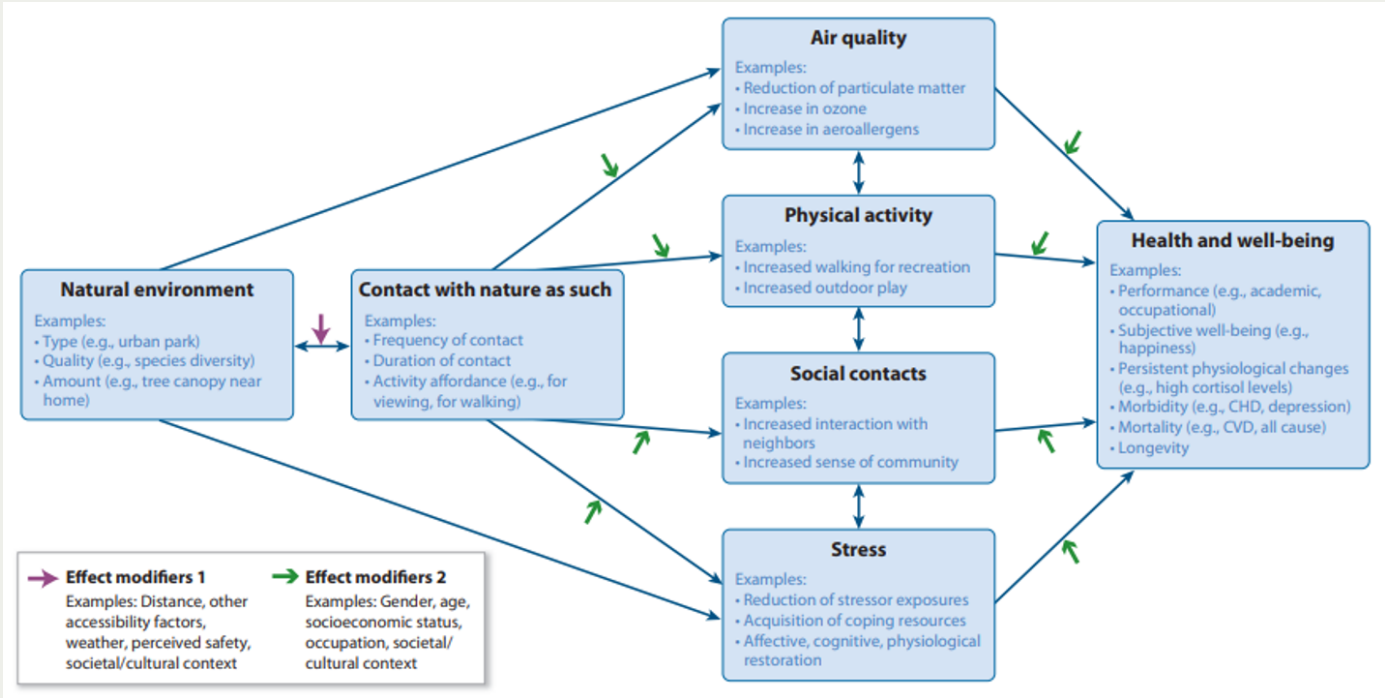 Air quality
Examples:
• Reduction of particulate matter
• Increase in ozone
• Increase in aeroallergens
Physical activity
Examples:
• Increased walking for recreation
• Increased outdoor play
Health and well-being
Examples:
• Performance (e.g., academic,
occupational)
• Subjective well-being (e.g.,
happiness)
• Persistent physiological changes
(e.g., high cortisol levels)
• Morbidity (e.g., CHD, depression)
• Mortality (e.g., CVD, all cause)
• Longevity
Natural environment
Examples:
• Type (e.g., urban park)
• Quality (e.g., species diversity)
• Amount (e.g., tree canopy near
home)
Contact with nature as such
Examples:
• Frequency of contact
• Duration of contact
• Activity affordance (e.g., for
viewing, for walking)
Social contacts
Examples:
• Increased interaction with
neighbors
• Increased sense of community
Stress
Examples:
• Reduction of stressor exposures
• Acquisition of coping resources
• Affective, cognitive, physiological
restoration
Effect modifiers 1
Examples: Distance, other
accessibility factors,
weather, perceived safety,
societal/cultural context
Effect modifiers 2
Examples: Gender, age,
socioeconomic status,
occupation, societal/
cultural context